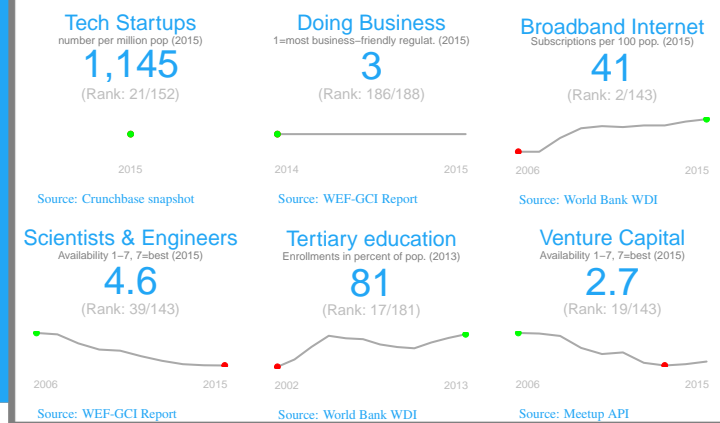 Tech Startups
number per million pop (2015)
1,145
(Rank: 21/152)
2015
Source: Crunchbase snapshot
Doing Business
1=most business−friendly regulat. (2015)
3
(Rank: 186/188)
2014
2015
Source: WEF-GCI Report
Broadband Internet
Subscriptions per 100 pop. (2015)
41
(Rank: 2/143)
2006
2015
Source: World Bank WDI
Scientists & Engineers
Availability 1−7, 7=best (2015)
4.6
(Rank: 39/143)
2006
2015
Source: WEF-GCI Report
Tertiary education
Enrollments in percent of pop. (2013)
81
(Rank: 17/181)
2002
2013
Source: World Bank WDI
Venture Capital
Availability 1−7, 7=best (2015)
2.7
(Rank: 19/143)
2006
2015
Source: Meetup API